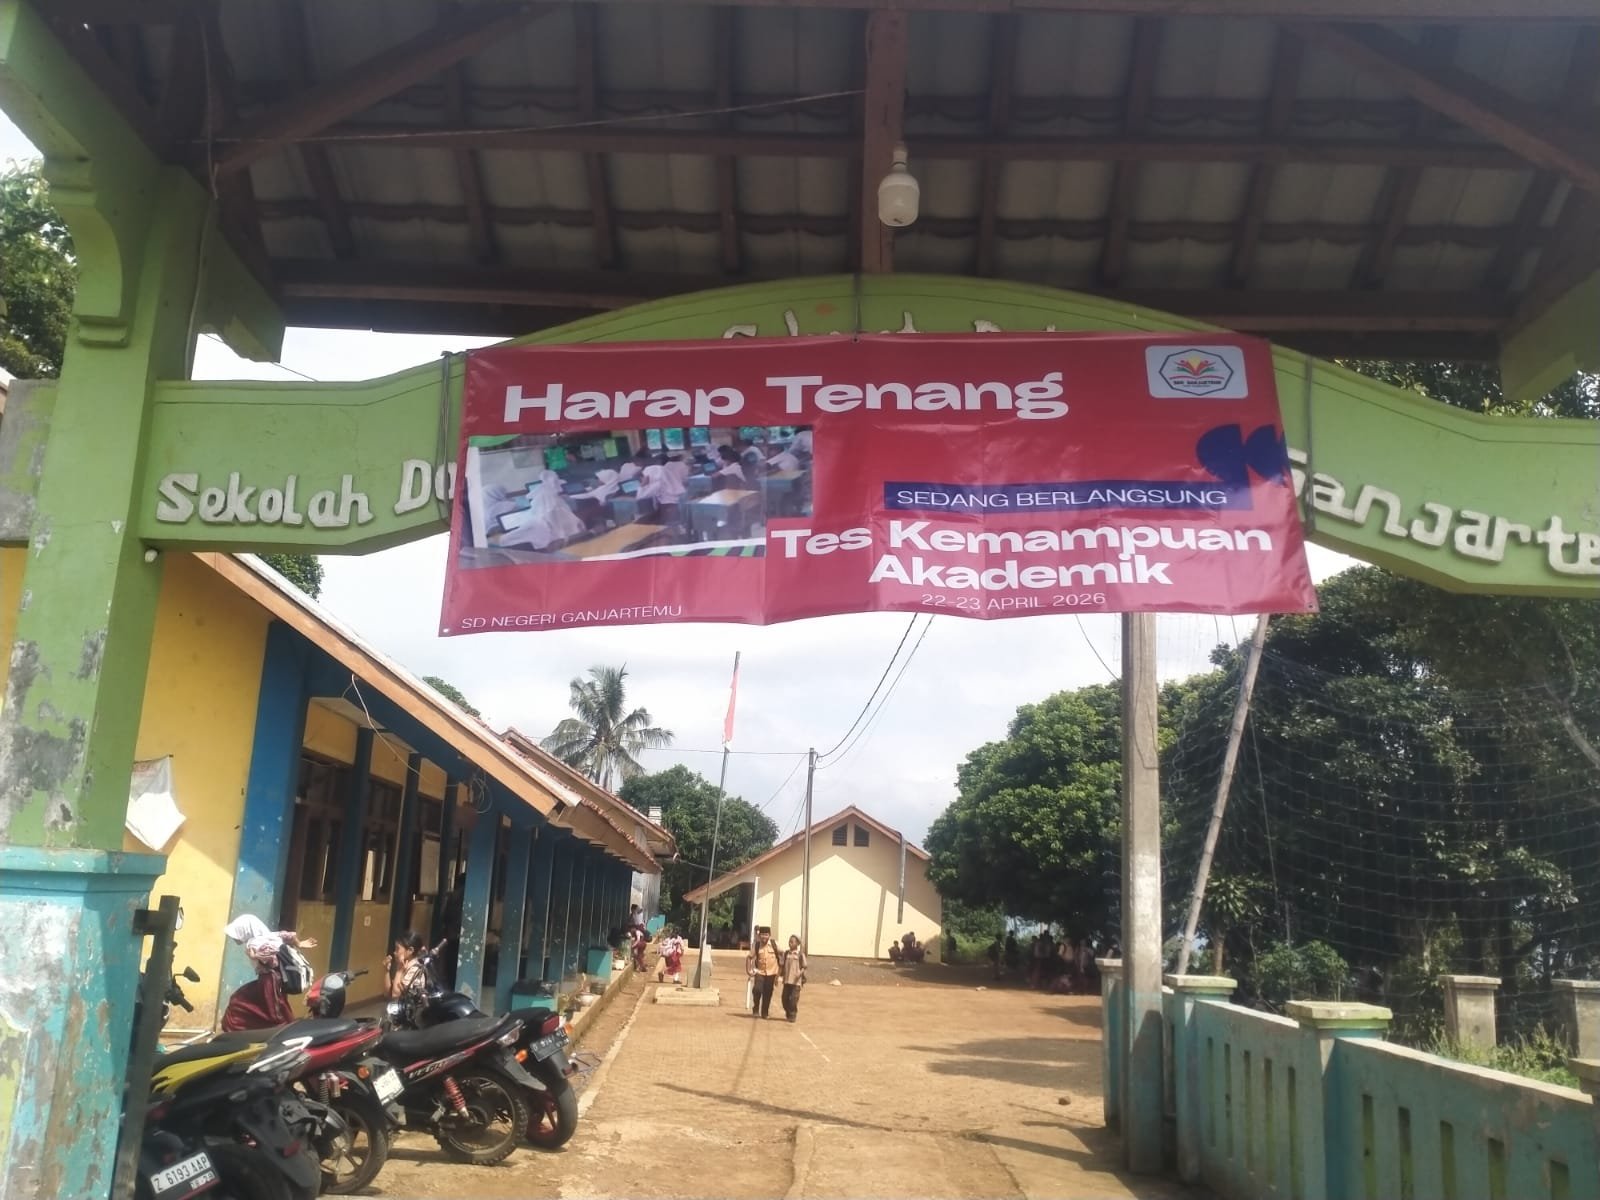 Harap Tenang
SEDANG BERLANGSUNG
Tes Kemampuan
Akademik
22-23 APRIL 2026
SD NEGERI GANJARTEMU
Sekolah Da
Ganjarte
Z 6193 AAP